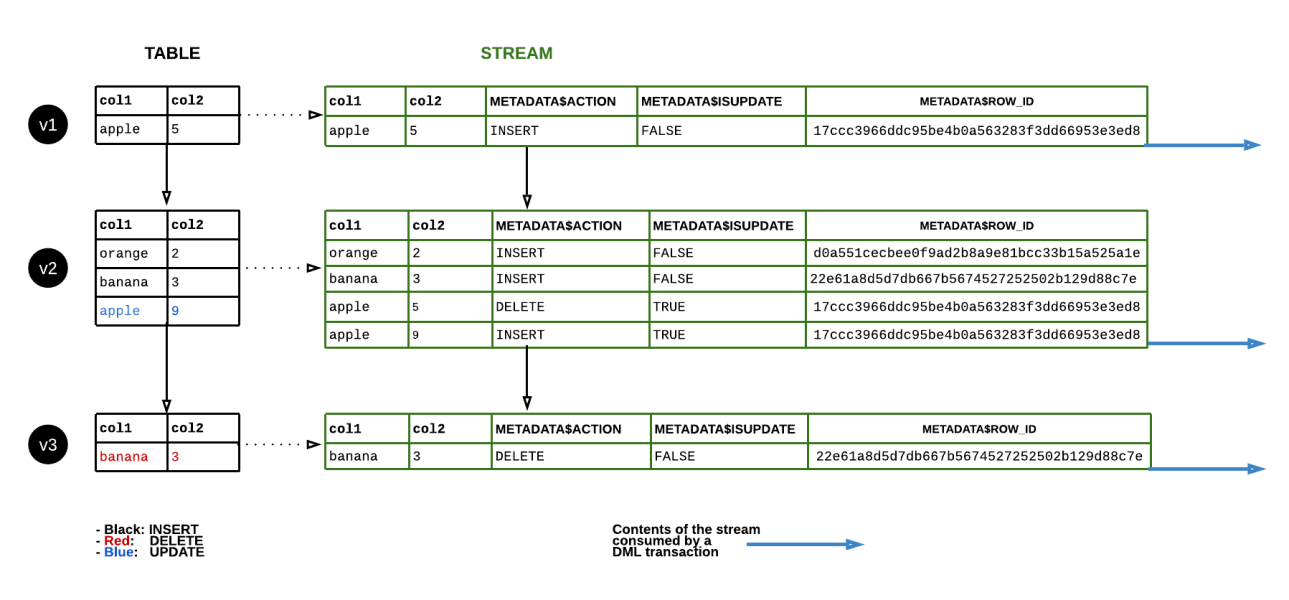 TABLE STREAM
v1
col1 col2
apple 5
col1 col2 METADATA$ACTION METADATA$ISUPDATE METADATA$ROW_ID
apple 5 INSERT FALSE 17ccc3966ddc95be4b0a563283f3dd66953e3ed8
v2
col1 col2
orange 2
banana 3
apple 9
col1 col2 METADATA$ACTION METADATA$ISUPDATE METADATA$ROW_ID
orange 2 INSERT FALSE d0a551cecbee0f9ad2b8a9e81bcc33b15a525a1e
banana 3 INSERT FALSE 22e61a8d5d7db667b5674527252502b129d88c7e
apple 5 DELETE TRUE 17ccc3966ddc95be4b0a563283f3dd66953e3ed8
apple 9 INSERT TRUE 17ccc3966ddc95be4b0a563283f3dd66953e3ed8
v3
col1 col2
banana 3
col1 col2 METADATA$ACTION METADATA$ISUPDATE METADATA$ROW_ID
banana 3 DELETE FALSE 22e61a8d5d7db667b5674527252502b129d88c7e
- Black: INSERT
- Red: DELETE
- Blue: UPDATE
Contents of the stream
consumed by a
DML transaction